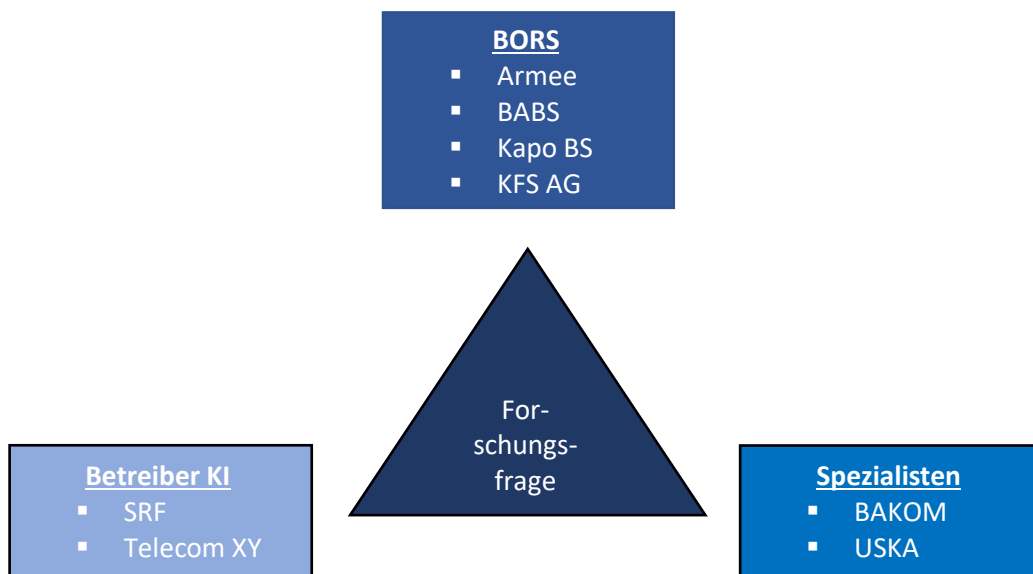 BORS
▪ Armee
▪ BABS
▪ Kapo BS
▪ KFS AG
For-
schungs-
frage
Betreiber KI
▪ SRF
▪ Telecom XY
Spezialisten
▪ BAKOM
▪ USKA